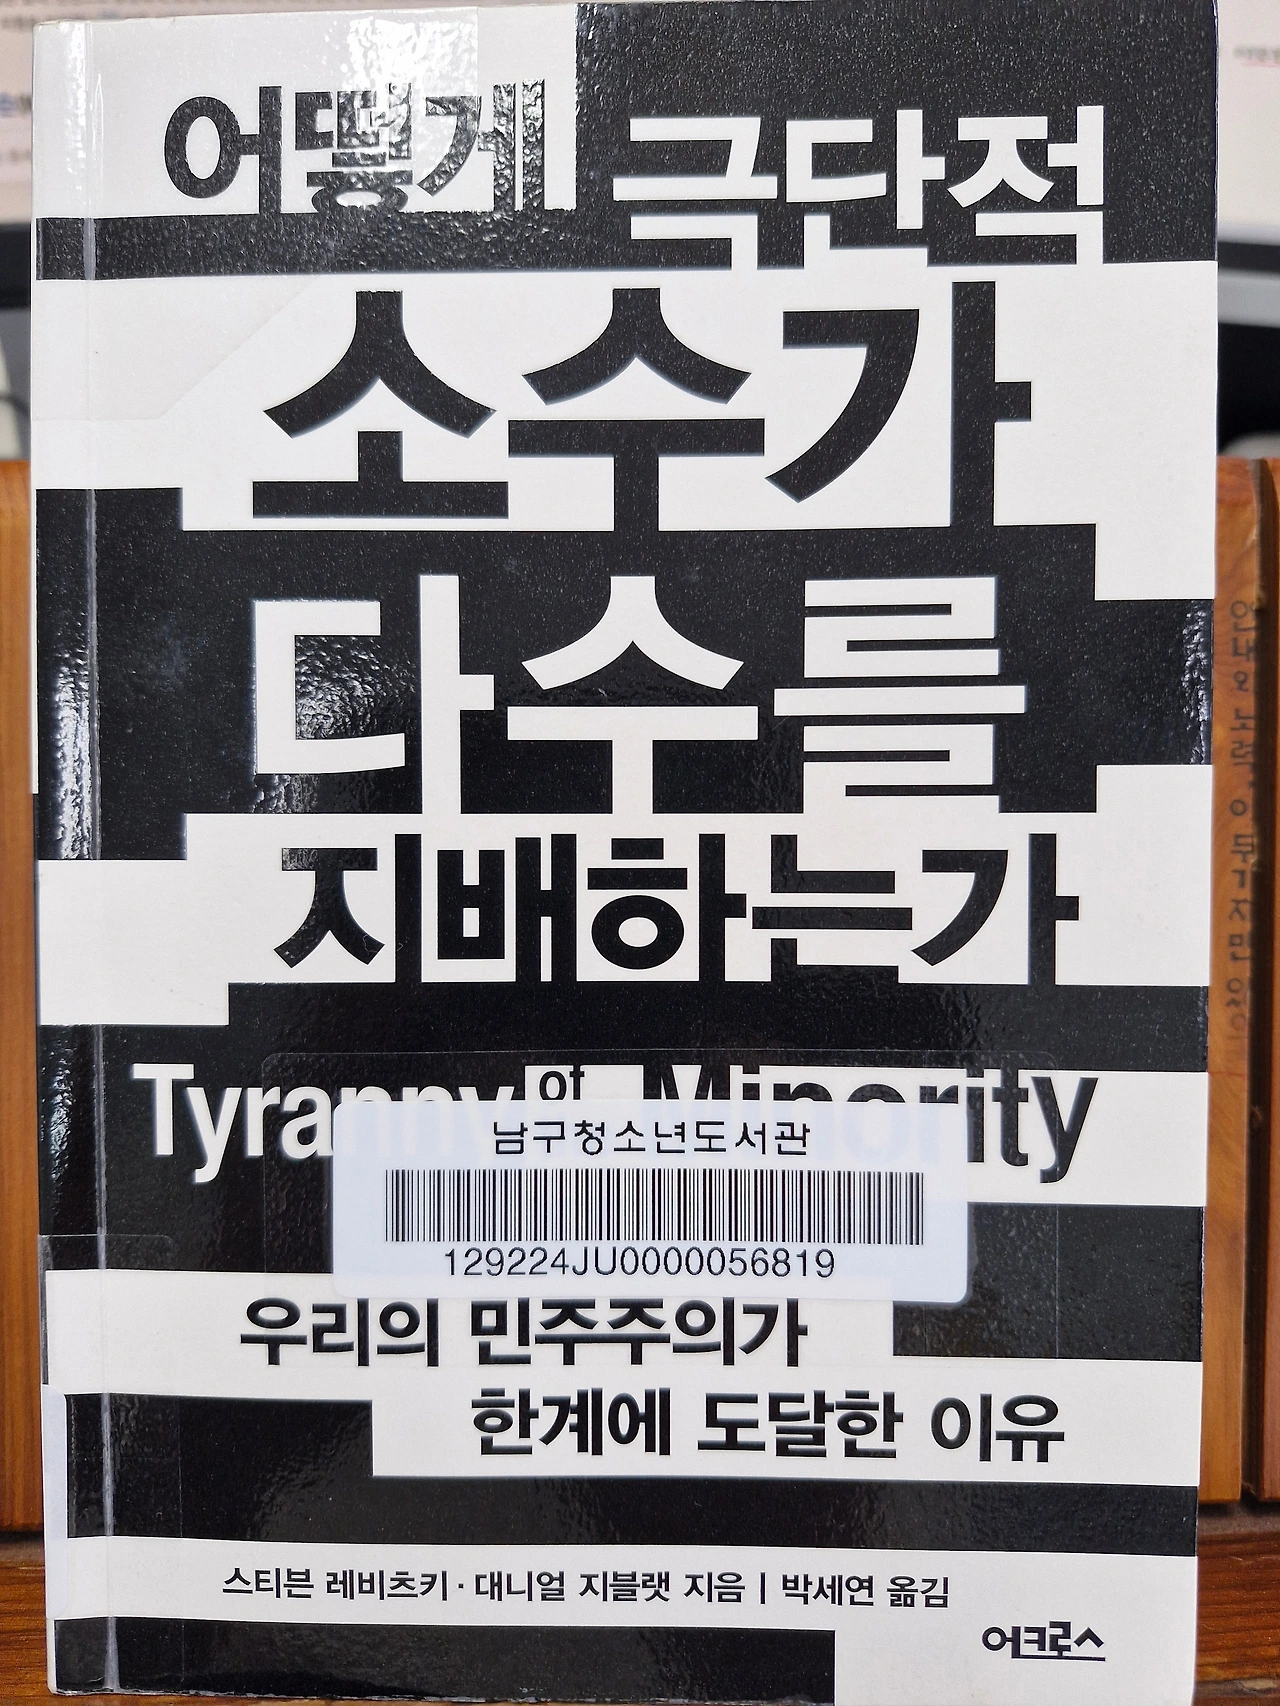 어떻게 극단적
소수가
다수를
지배하는가
Tyranny of Minority
남구청소년도서관
129224JU0000056819
우리의 민주주의가
한계에 도달한 이유
스티븐 레비츠키 · 대니얼 지블랫 지음 | 박세연 옮김
어크로스